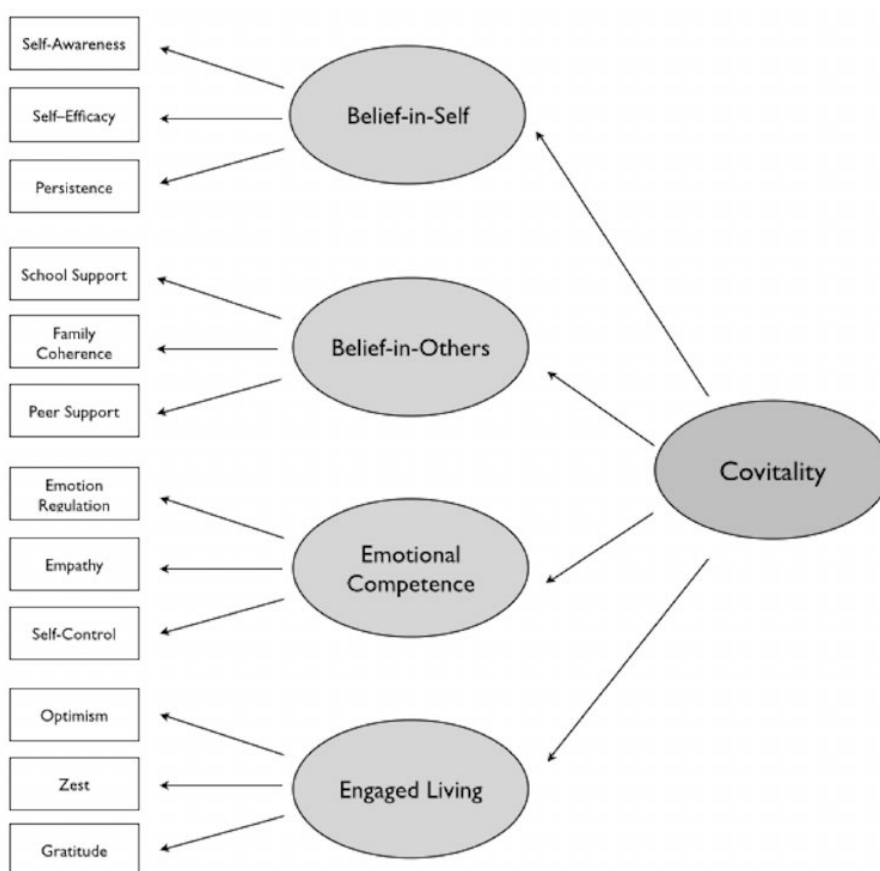 Self-Awareness
Self–Efficacy
Persistence
Belief-in-Self
School Support
Family
Coherence
Peer Support
Belief-in-Others
Emotion
Regulation
Empathy
Self-Control
Emotional
Competence
Optimism
Zest
Gratitude
Engaged Living
Covitality